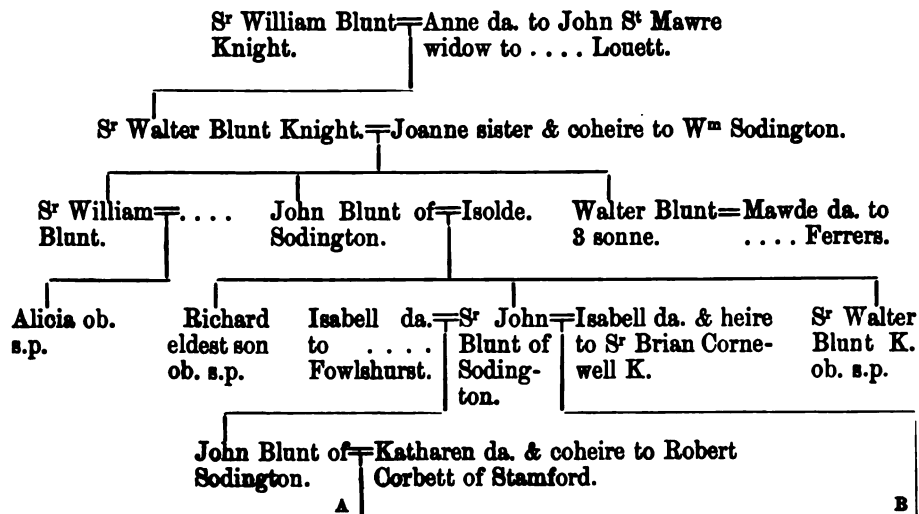 Sʳ William Blunt=Anne da. to John Sᵗ Mawre
Knight. widow to .... Louett.
Sʳ Walter Blunt Knight.=Joanne sister & coheire to Wᵐ Sodington.
Sʳ William=.... John Blunt of=Isolde. Walter Blunt=Mawde da. to
Blunt. Sodington. 3 sonne. .... Ferrers.
Alicia ob. Richard Isabell da.=Sʳ John=Isabell da. & heire Sʳ Walter
s.p. eldest son to .... Blunt of to Sʳ Brian Corne- Blunt K.
ob. s.p. Fowlshurst. Soding- well K. ob. s.p.
ton.
John Blunt of=Katharen da. & coheire to Robert
Sodington. Corbett of Stamford.
A B